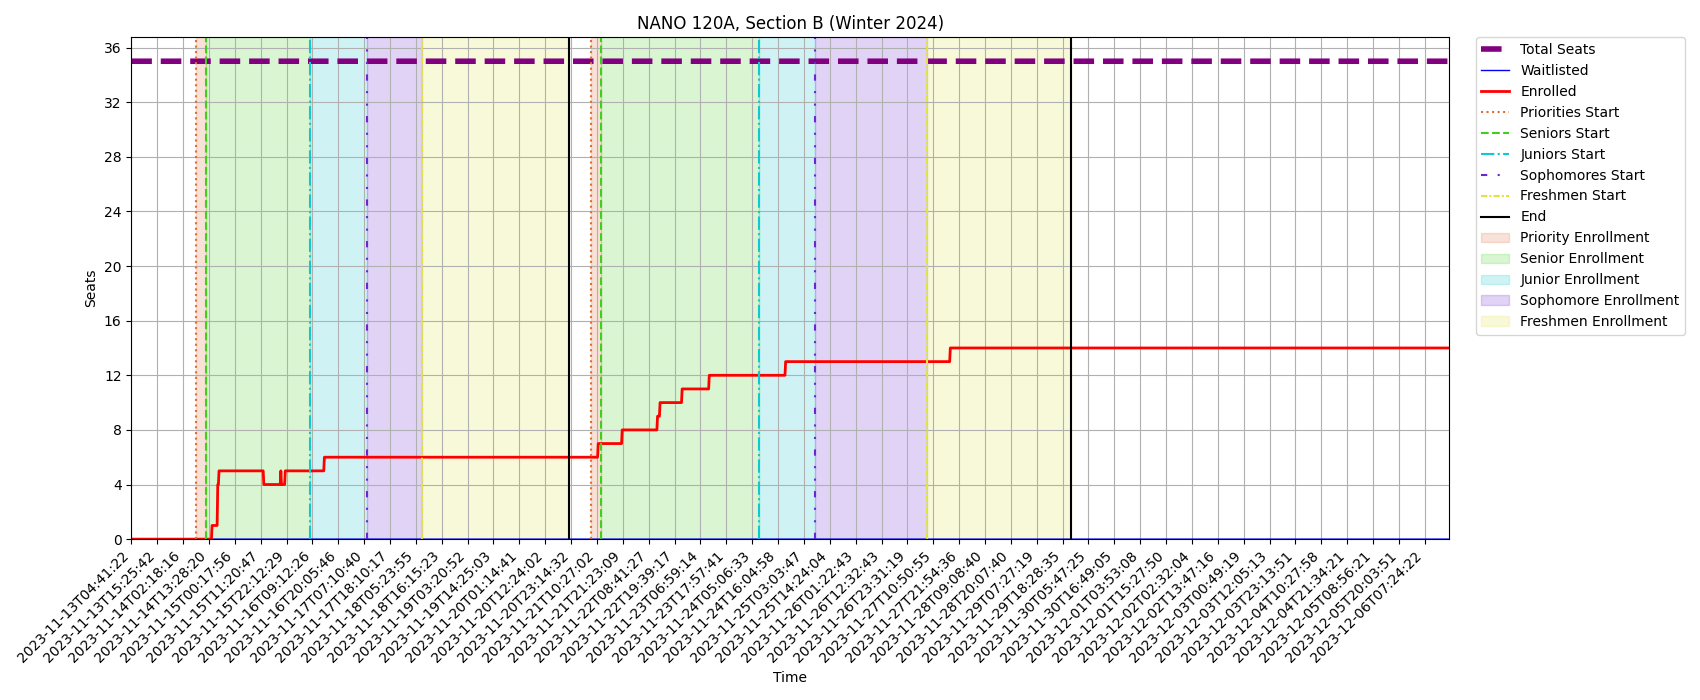 NANO 120A, Section B (Winter 2024)
36
32
28
24
20
16
12
8
4
0
Seats
2023-11-13T04:41:22
2023-11-13T15:25:42
2023-11-14T02:18:16
2023-11-14T13:28:20
2023-11-15T00:17:56
2023-11-15T11:20:47
2023-11-15T22:12:29
2023-11-16T09:12:26
2023-11-16T20:05:46
2023-11-17T07:10:40
2023-11-17T18:10:17
2023-11-18T05:23:55
2023-11-18T16:15:23
2023-11-19T03:20:52
2023-11-19T14:25:03
2023-11-20T01:14:41
2023-11-20T12:24:02
2023-11-20T23:14:32
2023-11-21T10:27:02
2023-11-21T21:23:09
2023-11-22T08:41:27
2023-11-22T19:39:17
2023-11-23T06:59:14
2023-11-23T17:57:41
2023-11-24T05:06:33
2023-11-24T16:04:58
2023-11-25T03:03:47
2023-11-25T14:24:04
2023-11-26T01:22:43
2023-11-26T12:32:43
2023-11-26T23:31:19
2023-11-27T10:50:55
2023-11-27T21:54:36
2023-11-28T09:08:40
2023-11-28T20:07:40
2023-11-29T07:27:19
2023-11-29T18:28:35
2023-11-30T05:47:25
2023-11-30T16:49:05
2023-12-01T03:53:08
2023-12-01T15:27:50
2023-12-02T02:32:04
2023-12-02T13:47:16
2023-12-03T00:49:19
2023-12-03T12:05:13
2023-12-03T23:13:51
2023-12-04T10:27:58
2023-12-04T21:34:21
2023-12-05T08:56:21
2023-12-05T20:03:51
2023-12-06T07:24:22
Time
Total Seats
Waitlisted
Enrolled
Priorities Start
Seniors Start
Juniors Start
Sophomores Start
Freshmen Start
End
Priority Enrollment
Senior Enrollment
Junior Enrollment
Sophomore Enrollment
Freshmen Enrollment